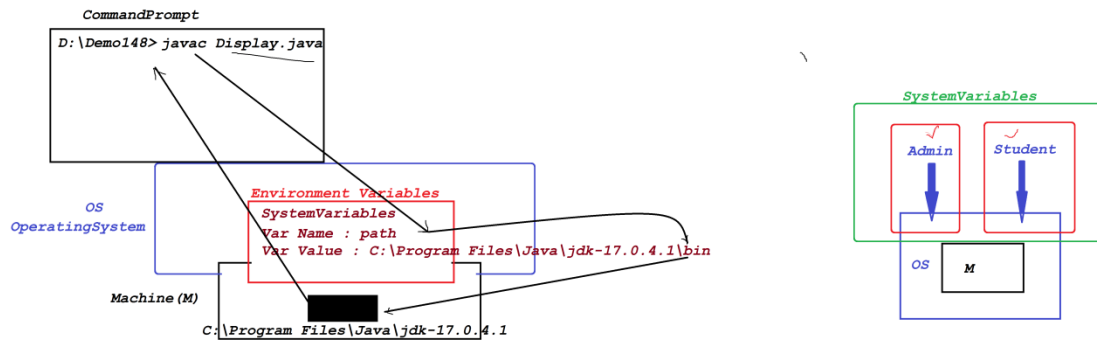 CommandPrompt
D:\Demo148> javac Display.java
OS
OperatingSystem
Environment Variables
SystemVariables
Var Name : path
Var Value : C:\Program Files\Java\jdk-17.0.4.1\bin
Machine(M)
C:\Program Files\Java\jdk-17.0.4.1
SystemVariables
Admin
Student
OS
M